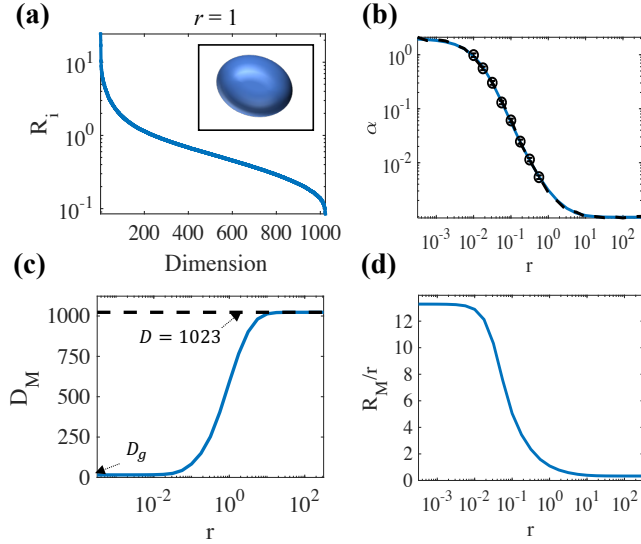 (a)
r = 1
R_i
10^1
10^0
10^-1
200 400 600 800 1000
Dimension
(b)
α
10^0
10^-1
10^-2
10^-3 10^-2 10^-1 10^0 10^1 10^2
r
(c)
D_M
1000
750
500
250
0
D = 1023
D_g
10^-2 10^0 10^2
r
(d)
R_M/r
12
10
8
6
4
2
0
10^-3 10^-2 10^-1 10^0 10^1 10^2
r